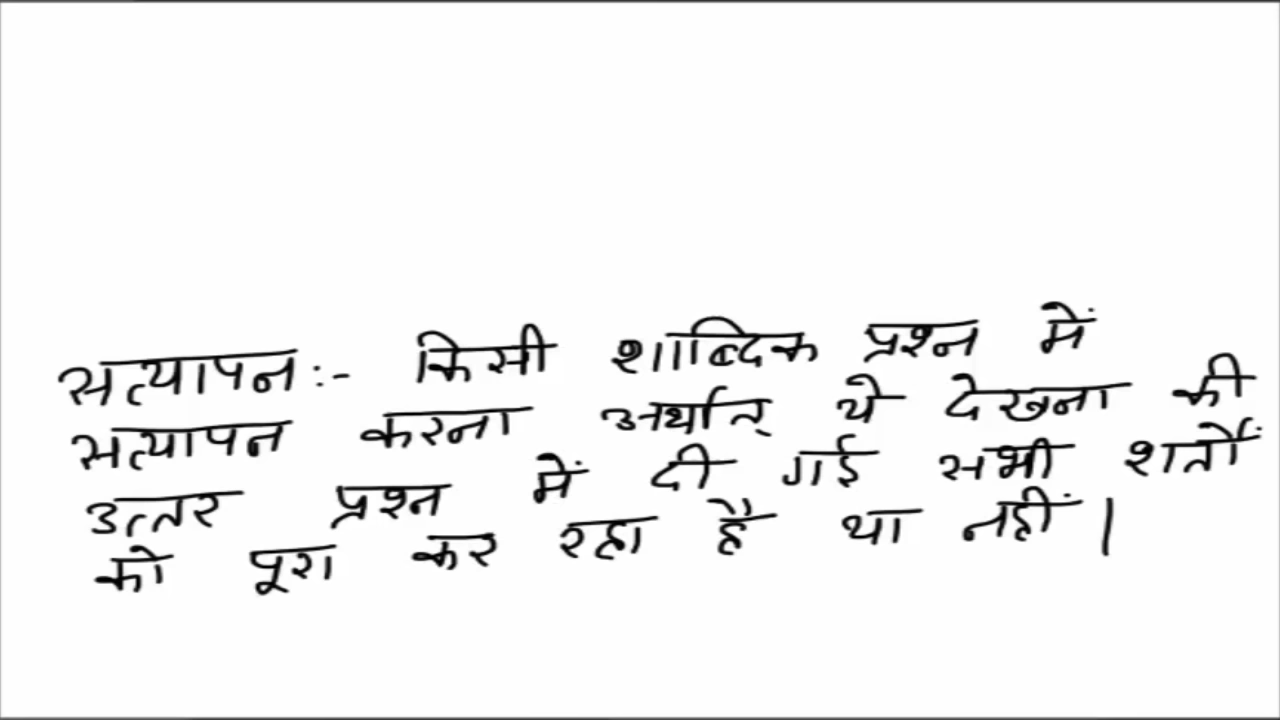 सत्यापन:- किसी शाब्दिक प्रश्न में
सत्यापन करना अर्थात् ये देखना की
उत्तर प्रश्न में दी गई सभी शर्तों
को पूरा कर रहा है या नहीं।